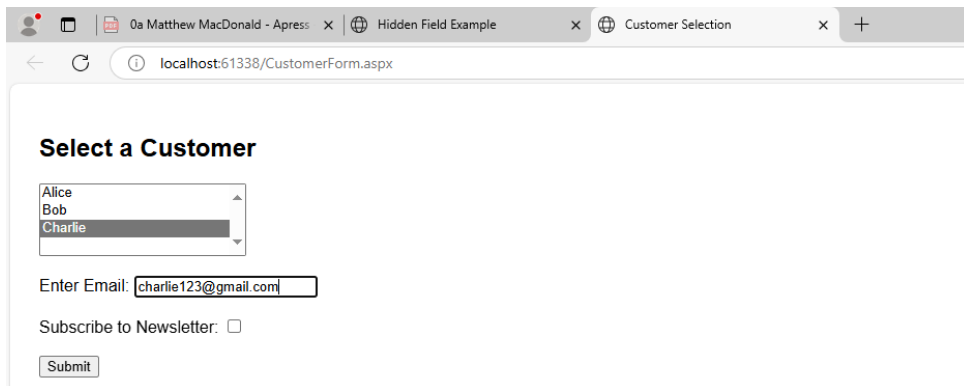 0a Matthew MacDonald - Apress
Hidden Field Example
Customer Selection
localhost:61338/CustomerForm.aspx
Select a Customer
Alice
Bob
Charlie
Enter Email: charlie123@gmail.com
Subscribe to Newsletter:
Submit